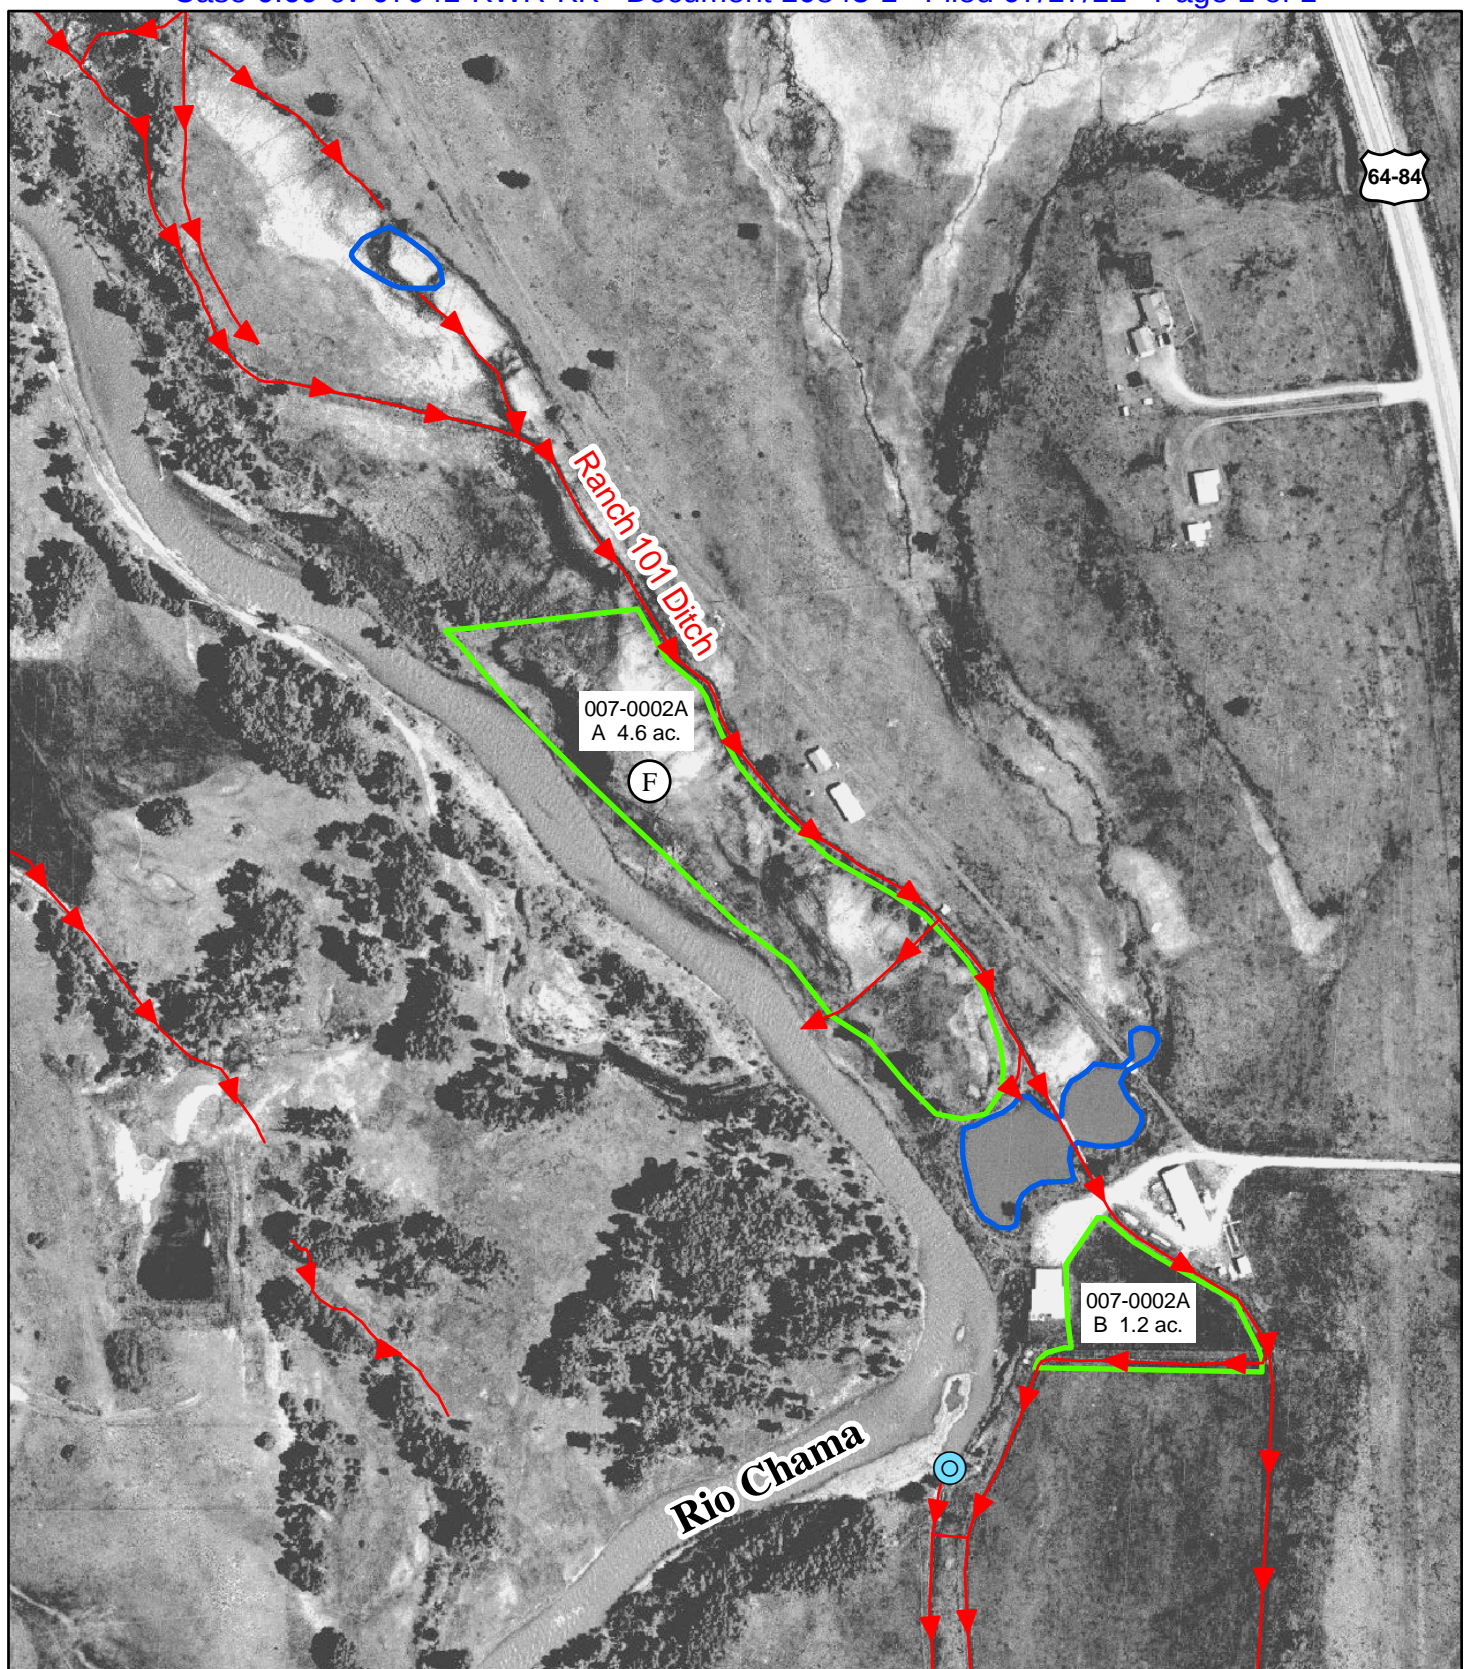 64-84
Ranch 101 Ditch
007-0002A
A 4.6 ac.
F
007-0002A
B 1.2 ac.
Rio Chama